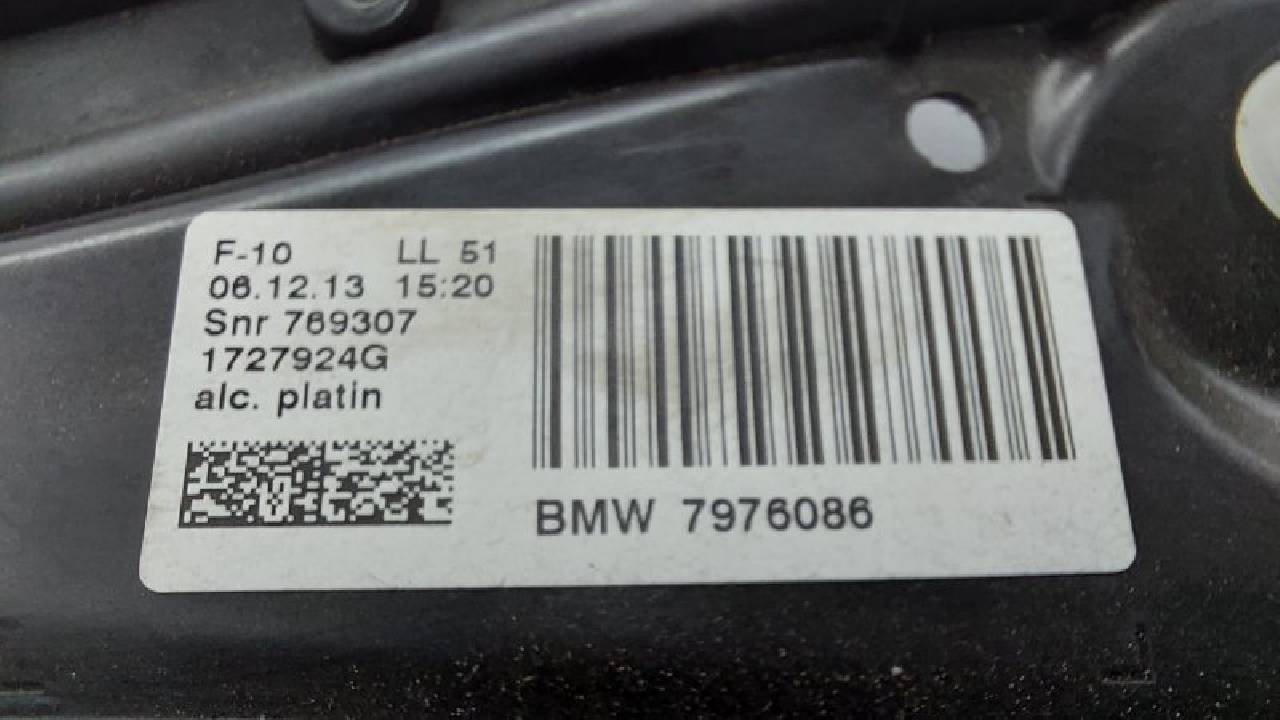 F-10 LL 51
06.12.13 15:20
Snr 769307
1727924G
alc. platin
BMW 7976086